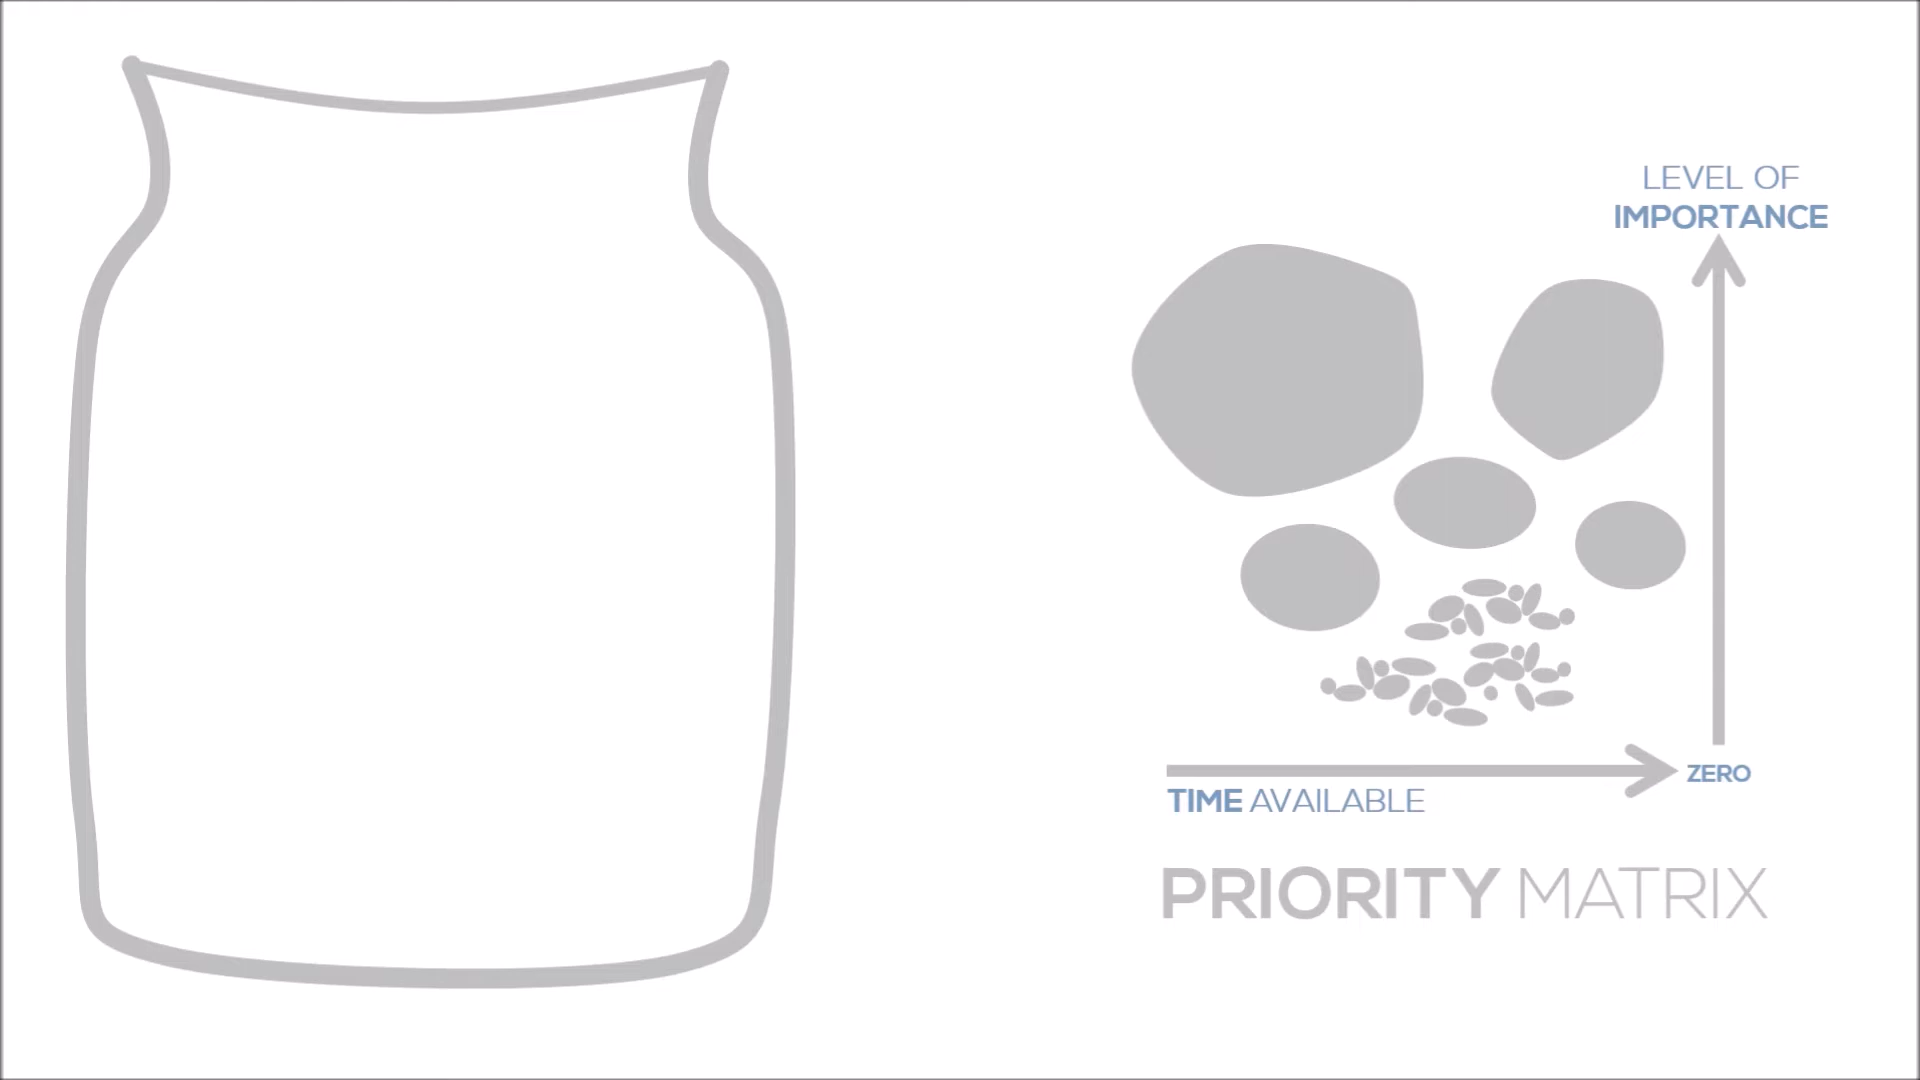 LEVEL OF
IMPORTANCE
ZERO
TIME AVAILABLE
PRIORITY MATRIX